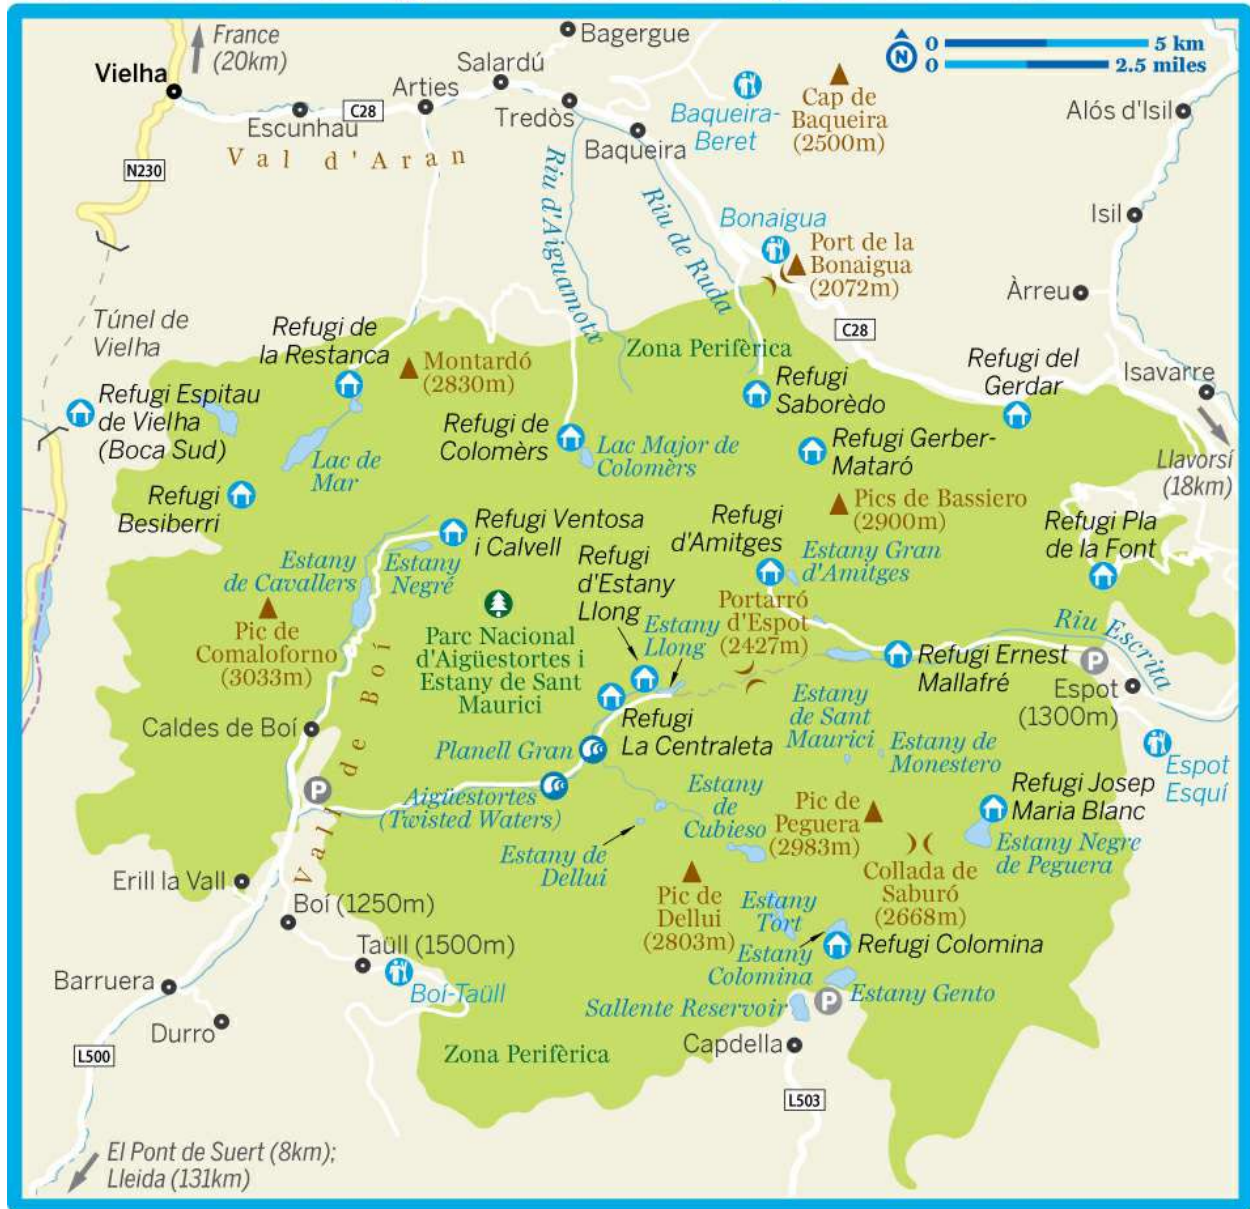 France
(20km)
Vielha
Bagergue
Salardú
Arties
Tredòs
Escunhau
C28
Baqueira
Val d'Aran
N230
N
0
5 km
0
2.5 miles
Baqueira-
Beret
Cap de
Baqueira
(2500m)
Alós d'Isil
Isil
Riu d'Aiguamotx
Riu de Ruda
Bonaigua
Port de la
Bonaigua
(2072m)
Àrreu
C28
Túnel de
Vielha
Refugi de
la Restanca
Montardó
(2830m)
Zona Perifèrica
Refugi del
Gerdar
Isavarre
Refugi Espitau
de Vielha
(Boca Sud)
Refugi
Saborèdo
Refugi de
Colomèrs
Lac Major de
Colomèrs
Refugi Gerber-
Mataró
Llavorsí
(18km)
Lac de
Mar
Refugi
Besiberri
Pics de Bassiero
(2900m)
Refugi Ventosa
i Calvell
Refugi
d'Amitges
Refugi Pla
de la Font
Estany
de Cavallers
Estany
Negré
Refugi
d'Estany
Llong
Estany Gran
d'Amitges
Pic de
Comaloforno
(3033m)
Parc Nacional
d'Aigüestortes i
Estany de Sant
Maurici
Estany
Llong
Portarró
d'Espot
(2427m)
Riu Escrita
Refugi Ernest
Mallafré
P
Espot
(1300m)
Caldes de Boí
Vall de Boí
Refugi
La Centraleta
Estany
de Sant
Maurici
Estany de
Monestero
Espot
Esquí
Planell Gran
P
Aigüestortes
(Twisted Waters)
Estany
de
Cubieso
Pic de
Peguera
(2983m)
Refugi Josep
Maria Blanc
Estany Negre
de Peguera
Estany de
Delluí
Collada de
Saburó
(2668m)
Erill la Vall
Boí (1250m)
Pic de
Dellui
(2803m)
Estany
Tort
Taüll (1500m)
Estany
Colomina
Refugi Colomina
Barruera
Boí-Taüll
Estany Gento
Sallente Reservoir
P
Durro
Capdella
Zona Perifèrica
L500
L503
El Pont de Suert (8km);
Lleida (131km)